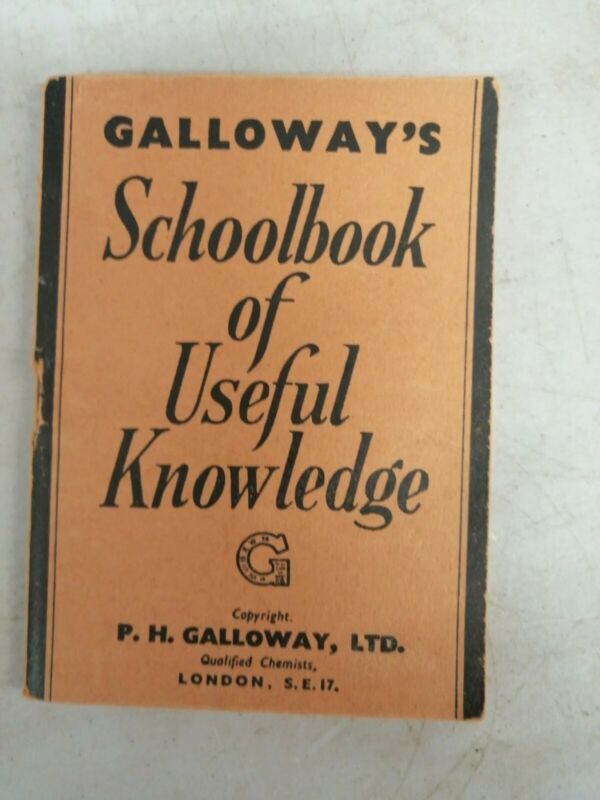 GALLOWAY'S
Schoolbook
of
Useful
Knowledge
G
Copyright.
P. H. GALLOWAY, LTD.
Qualified Chemists,
LONDON, S.E.17.